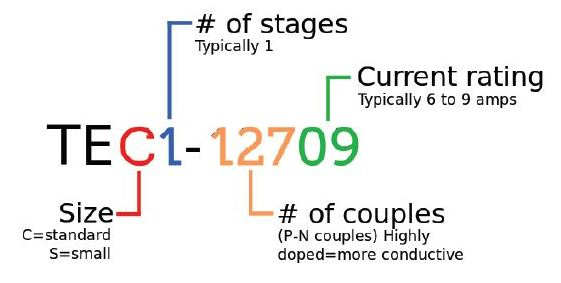 # of stages
Typically 1
Current rating
Typically 6 to 9 amps
TEC1-12709
Size
C=standard
S=small
# of couples
(P-N couples) Highly
doped=more conductive